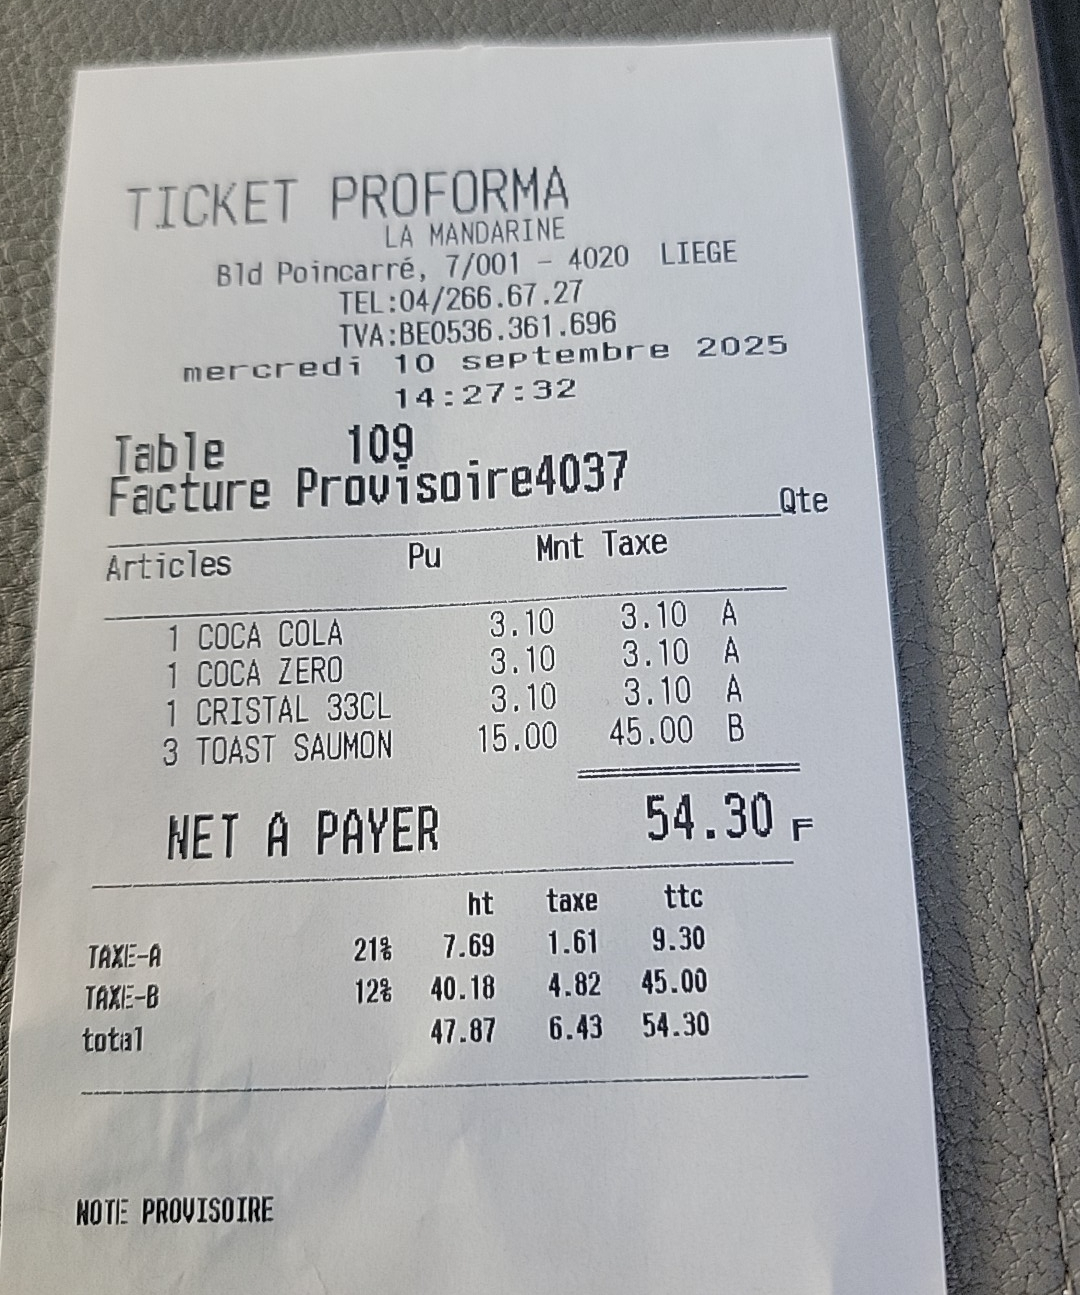 TICKET PROFORMA
LA MANDARINE
Bld Poincarré, 7/001 - 4020 LIEGE
TEL:04/266.67.27
TVA:BE0536.361.696
mercredi 10 septembre 2025
14:27:32
Table 109
Facture Provisoire4037
Qte
Articles Pu Mnt Taxe
1 COCA COLA 3.10 3.10 A
1 COCA ZERO 3.10 3.10 A
1 CRISTAL 33CL 3.10 3.10 A
3 TOAST SAUMON 15.00 45.00 B
NET A PAYER 54.30 F
ht taxe ttc
TAXE-A 21% 7.69 1.61 9.30
TAXE-B 12% 40.18 4.82 45.00
total 47.87 6.43 54.30
NOTE PROVISOIRE